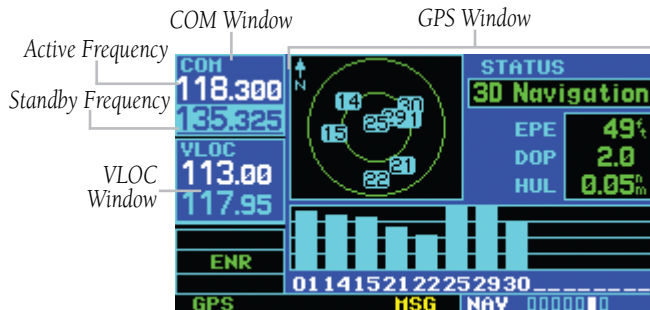 COM Window
GPS Window
Active Frequency
Standby Frequency
VLOC
Window
COM
118.300
135.325
VLOC
113.00
117.95
ENR
GPS
MSG
N
14
30
29
25
15
21
22
STATUS
3D Navigation
EPE 49ft
DOP 2.0
HUL 0.05nm
01 14 15 21 22 25 29 30 _ _ _ _
NAV